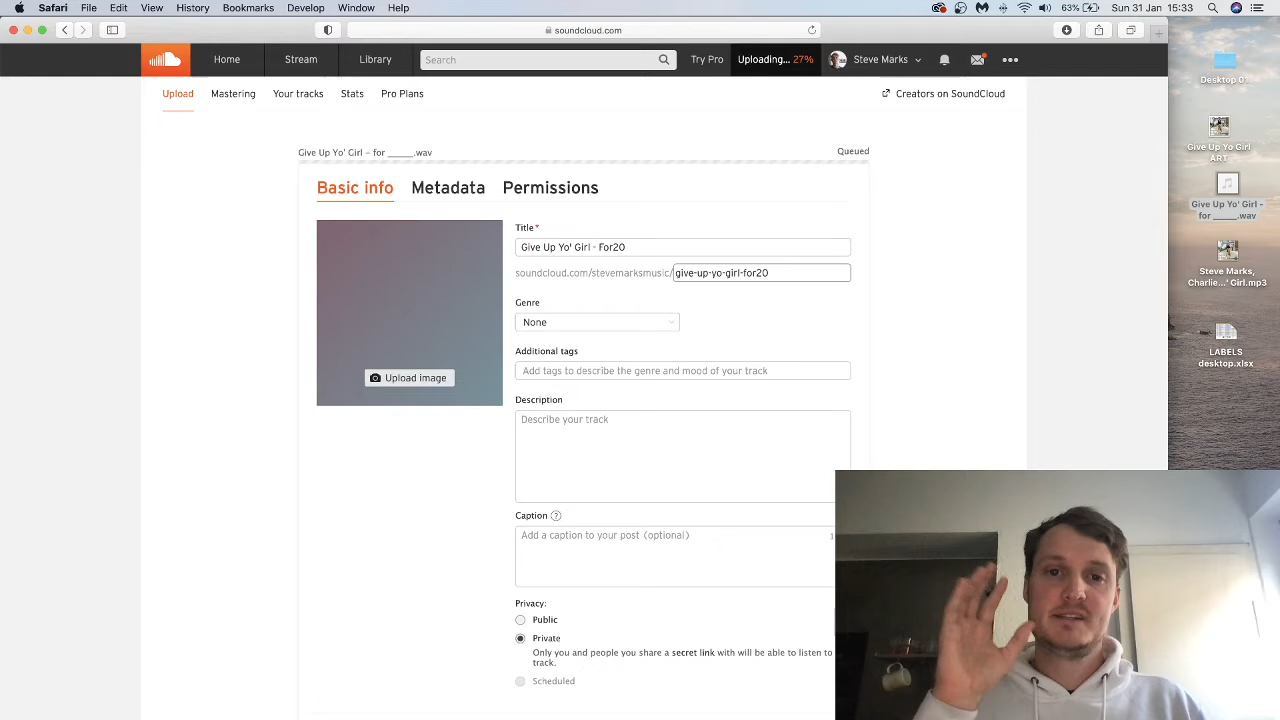 Safari File Edit View History Bookmarks Develop Window Help 63% Sun 31 Jan 15:33
soundcloud.com
Home Stream Library Search Try Pro Uploading... 27% Steve Marks
Upload Mastering Your tracks Stats Pro Plans Creators on SoundCloud
Give Up Yo' Girl - for _____.wav Queued
Basic info Metadata Permissions
Upload image
Title*
Give Up Yo' Girl - For20
soundcloud.com/stevemarksmusic/ give-up-yo-girl-for20
Genre
None
Additional tags
Add tags to describe the genre and mood of your track
Description
Describe your track
Caption ?
Add a caption to your post (optional) 1
Privacy:
Public
Private
Only you and people you share a secret link with will be able to listen to
track.
Scheduled
Desktop 0
Give Up Yo Girl
ART
Give Up Yo' Girl -
for _____.wav
Steve Marks,
Charlie...' Girl.mp3
LABELS
desktop.xlsx